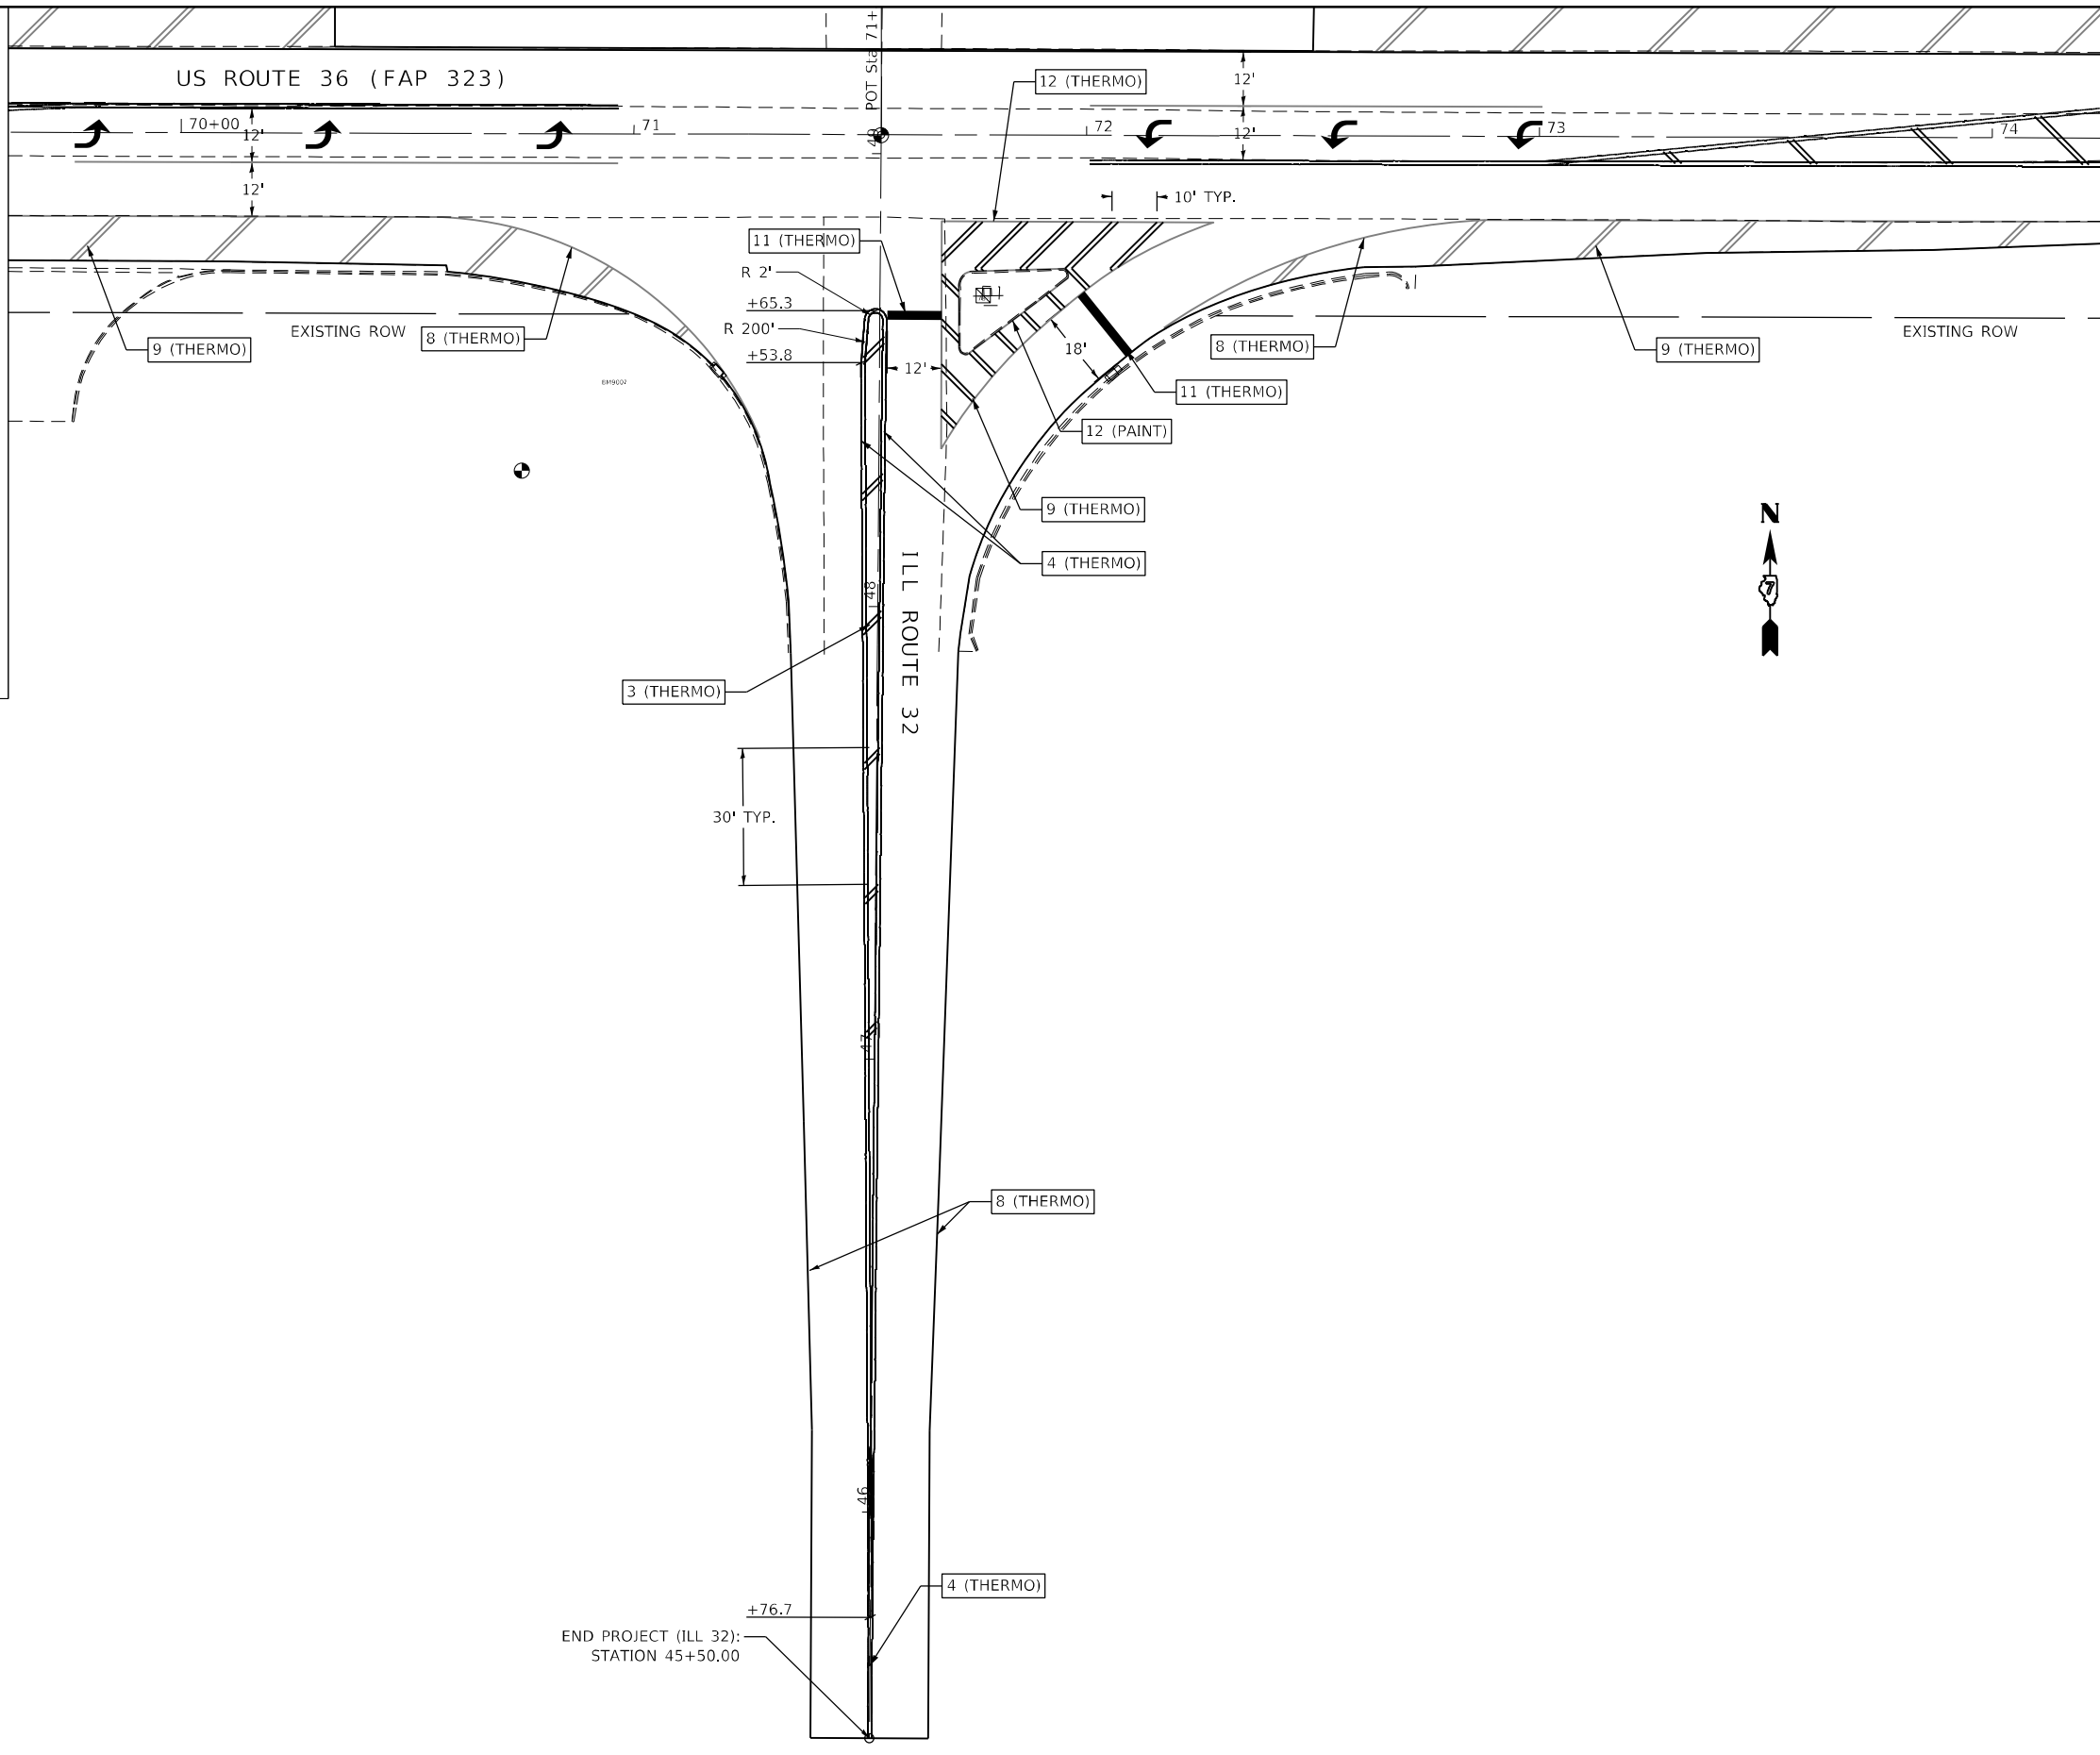 POT Sta 71+
US ROUTE 36 (FAP 323)
12 (THERMO)
12'
70+00
12'
71
49
72
12'
73
74
12'
10' TYP.
11 (THERMO)
R 2'
+65.3
EXISTING ROW
8 (THERMO)
R 200'
9 (THERMO)
+53.8
12'
18'
8 (THERMO)
9 (THERMO)
EXISTING ROW
BM9002
11 (THERMO)
12 (PAINT)
9 (THERMO)
N
7
4 (THERMO)
48
ILL ROUTE 32
3 (THERMO)
30' TYP.
47
8 (THERMO)
46
4 (THERMO)
+76.7
END PROJECT (ILL 32):
STATION 45+50.00